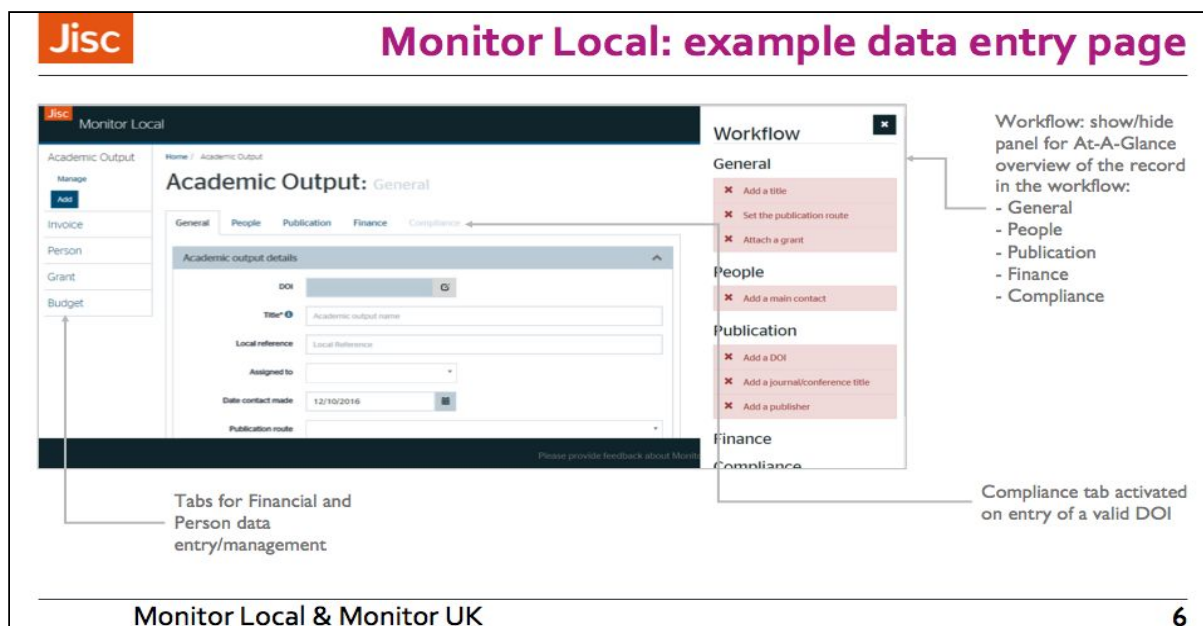 Jisc
Monitor Local: example data entry page
Jisc
Monitor Local
Academic Output
Manage
Add
Invoice
Person
Grant
Budget
Home / Academic Output
Academic Output: General
General People Publication Finance Compliance
Academic output details
DOI
Title*
Academic output name
Local reference
Local Reference
Assigned to
Date contact made
12/10/2016
Publication route
Please provide feedback about Monit
Workflow
General
Add a title
Set the publication route
Attach a grant
People
Add a main contact
Publication
Add a DOI
Add a journal/conference title
Add a publisher
Finance
Compliance
Workflow: show/hide
panel for At-A-Glance
overview of the record
in the workflow:
- General
- People
- Publication
- Finance
- Compliance
Compliance tab activated
on entry of a valid DOI
Tabs for Financial and
Person data
entry/management
Monitor Local & Monitor UK
6